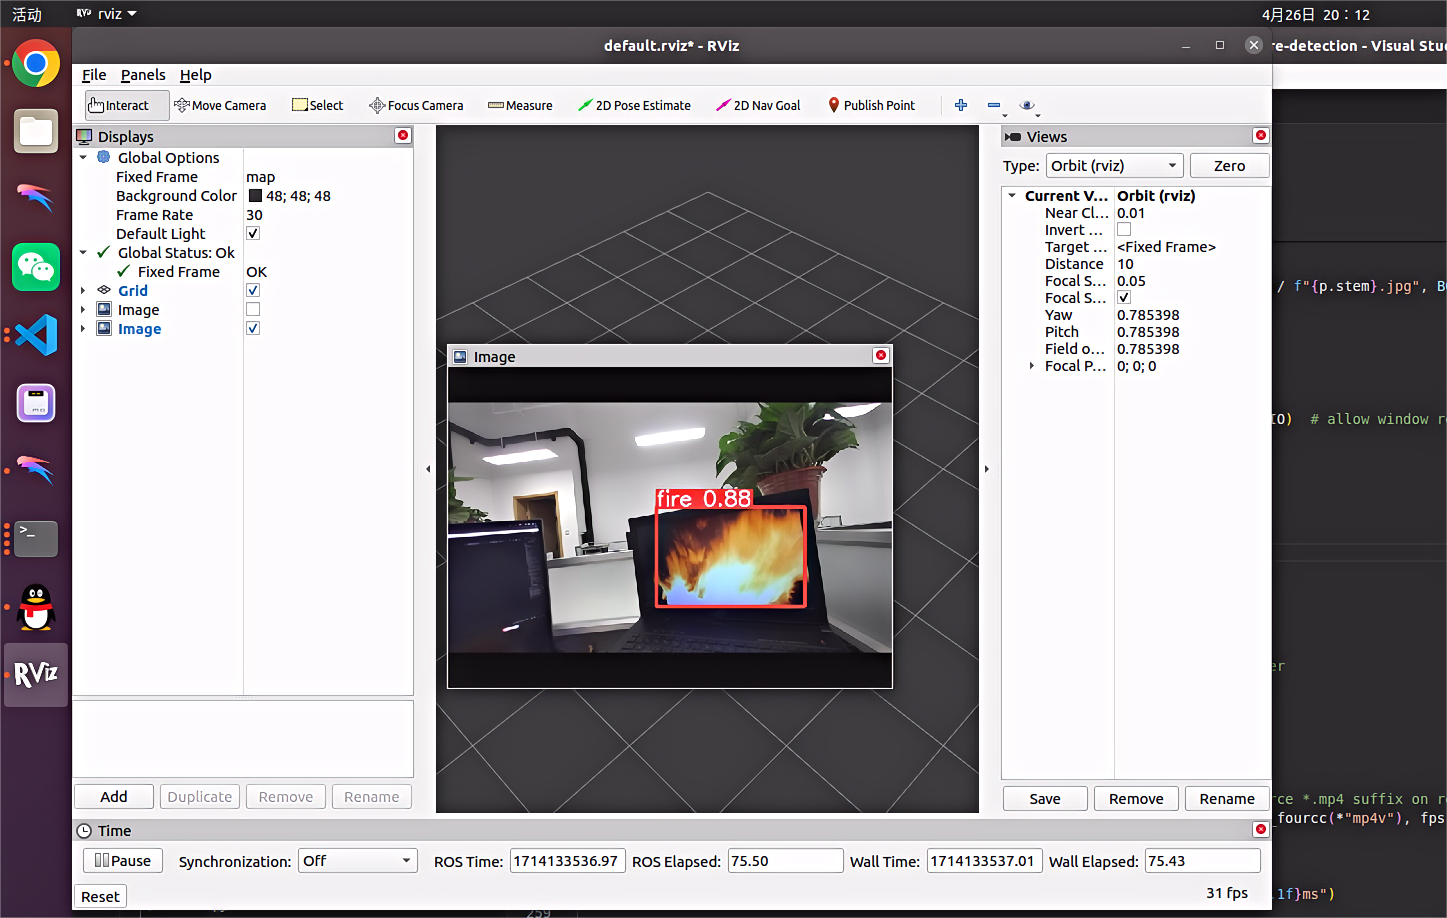 活动
rviz
4月26日 20：12
default.rviz* - RViz
re-detection - Visual Stu
File Panels Help
Interact Move Camera Select Focus Camera Measure 2D Pose Estimate 2D Nav Goal Publish Point
Displays
Global Options
Fixed Frame map
Background Color 48; 48; 48
Frame Rate 30
Default Light
Global Status: Ok
Fixed Frame OK
Grid
Image
Image
Add Duplicate Remove Rename
Image
fire 0.88
Views
Type: Orbit (rviz) Zero
Current V... Orbit (rviz)
Near Cl... 0.01
Invert ...
Target ... <Fixed Frame>
Distance 10
Focal S... 0.05
Focal S...
Yaw 0.785398
Pitch 0.785398
Field o... 0.785398
Focal P... 0; 0; 0
Save Remove Rename
/ f"{p.stem}.jpg", B
IO) # allow window r
er
rce *.mp4 suffix on r
_fourcc(*"mp4v"), fps
.1f}ms")
Time
Pause Synchronization: Off ROS Time: 1714133536.97 ROS Elapsed: 75.50 Wall Time: 1714133537.01 Wall Elapsed: 75.43
Reset 31 fps
259
RViz